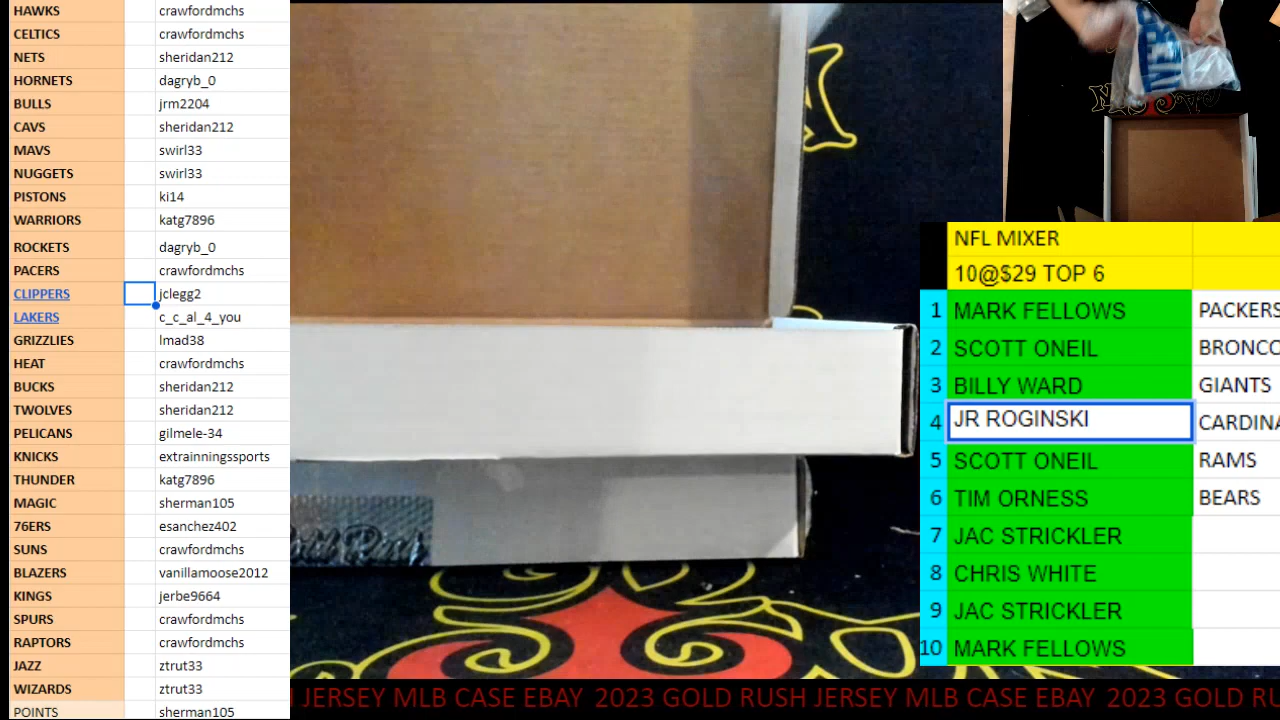 HAWKS crawfordmchs
CELTICS crawfordmchs
NETS sheridan212
HORNETS dagryb_0
BULLS jrm2204
CAVS sheridan212
MAVS swirl33
NUGGETS swirl33
PISTONS ki14
WARRIORS katg7896
ROCKETS dagryb_0
PACERS crawfordmchs
CLIPPERS jclegg2
LAKERS c_c_al_4_you
GRIZZLIES lmad38
HEAT crawfordmchs
BUCKS sheridan212
TWOLVES sheridan212
PELICANS gilmele-34
KNICKS extrainningssports
THUNDER katg7896
MAGIC sherman105
76ERS esanchez402
SUNS crawfordmchs
BLAZERS vanillamoose2012
KINGS jerbe9664
SPURS crawfordmchs
RAPTORS crawfordmchs
JAZZ ztrut33
WIZARDS ztrut33
POINTS sherman105
Gold Rush
NFL MIXER
10@$29 TOP 6
1 MARK FELLOWS PACKERS
2 SCOTT ONEIL BRONCO
3 BILLY WARD GIANTS
4 JR ROGINSKI CARDINA
5 SCOTT ONEIL RAMS
6 TIM ORNESS BEARS
7 JAC STRICKLER
8 CHRIS WHITE
9 JAC STRICKLER
10 MARK FELLOWS
JERSEY MLB CASE EBAY 2023 GOLD RUSH JERSEY MLB CASE EBAY 2023 GOLD RU